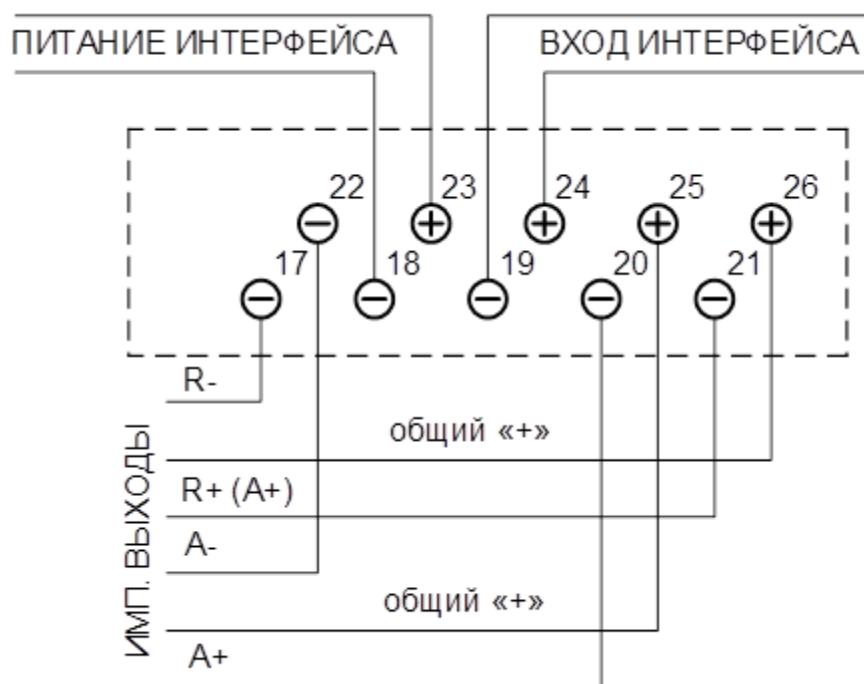 ПИТАНИЕ ИНТЕРФЕЙСА
ВХОД ИНТЕРФЕЙСА
22
23
24
25
26
17
18
19
20
21
R-
общий «+»
R+ (A+)
A-
общий «+»
A+
ИМП. ВЫХОДЫ